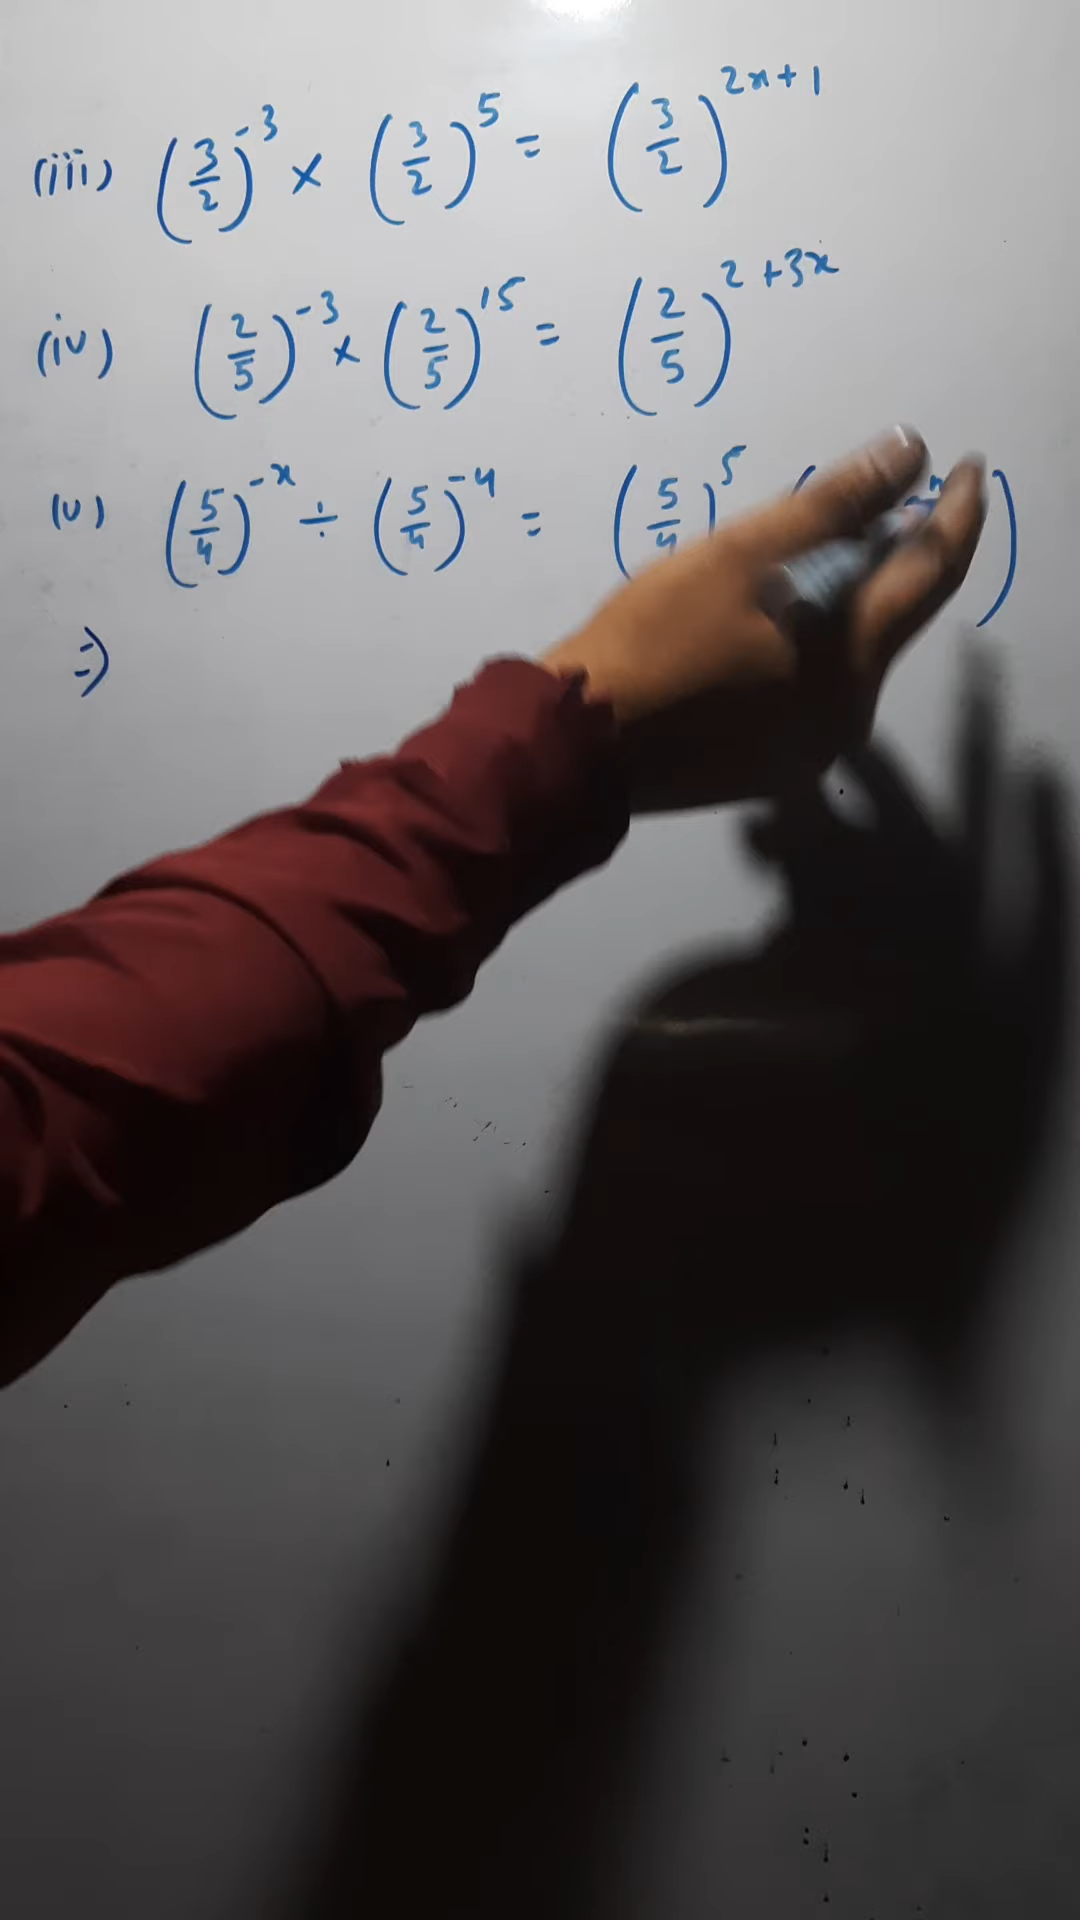 (iii) (3/2)^-3 × (3/2)^5 = (3/2)^2x+1
(iv) (2/5)^-3 × (2/5)^15 = (2/5)^2+3x
(v) (5/4)^-x ÷ (5/4)^-4 = (5/4)^5
⇒